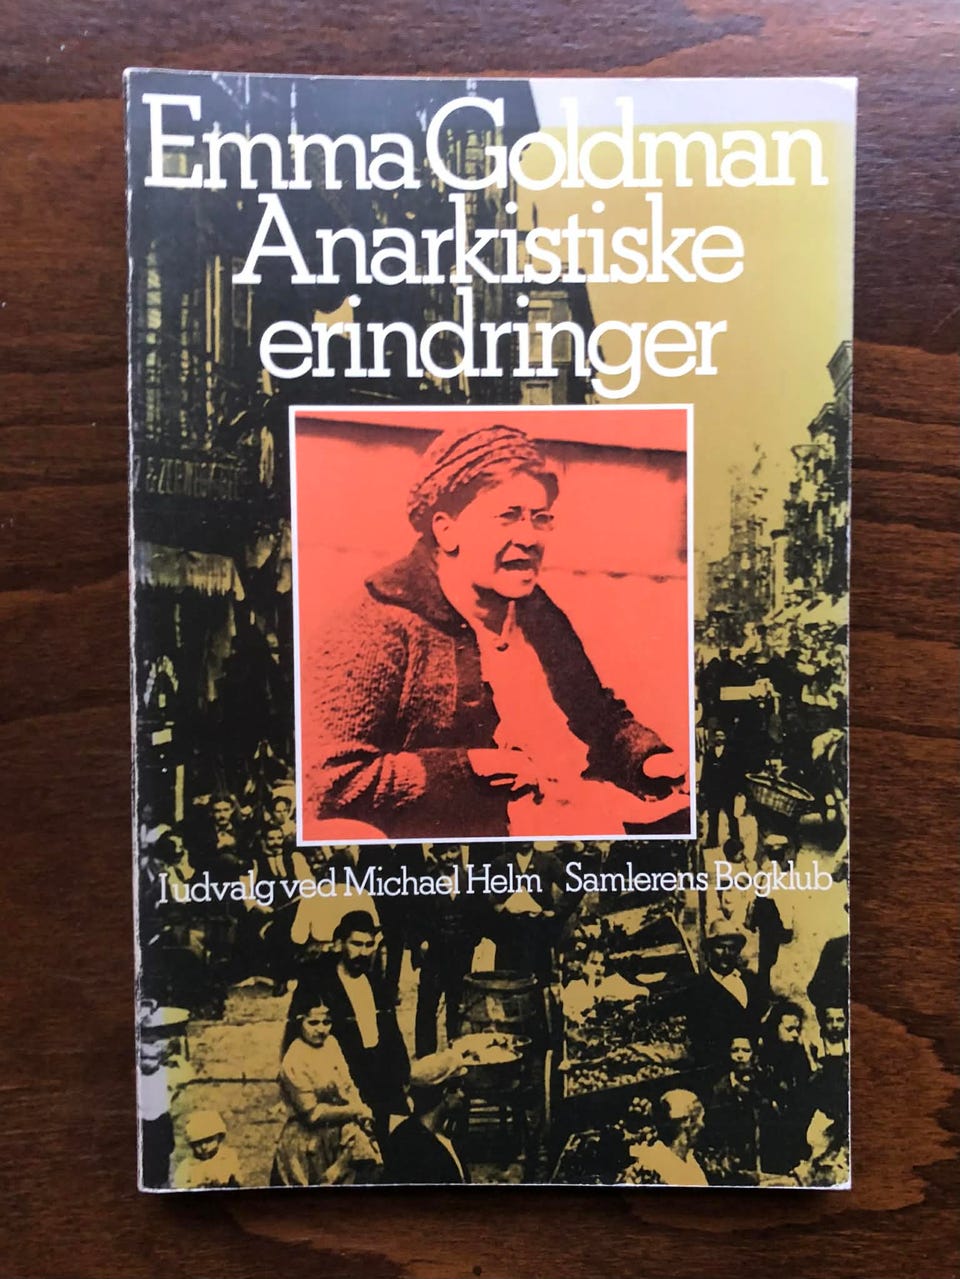 Emma Goldman
Anarkistiske
erindringer
I udvalg ved Michael Helm Samlerens Bogklub